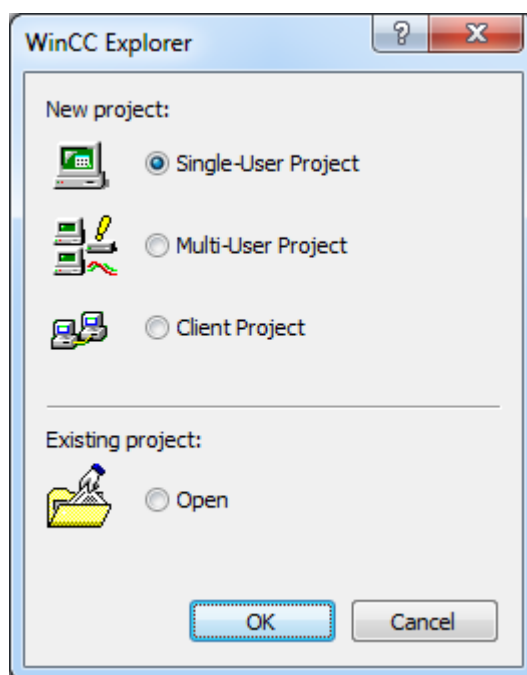 WinCC Explorer
New project:
Single-User Project
Multi-User Project
Client Project
Existing project:
Open
OK Cancel